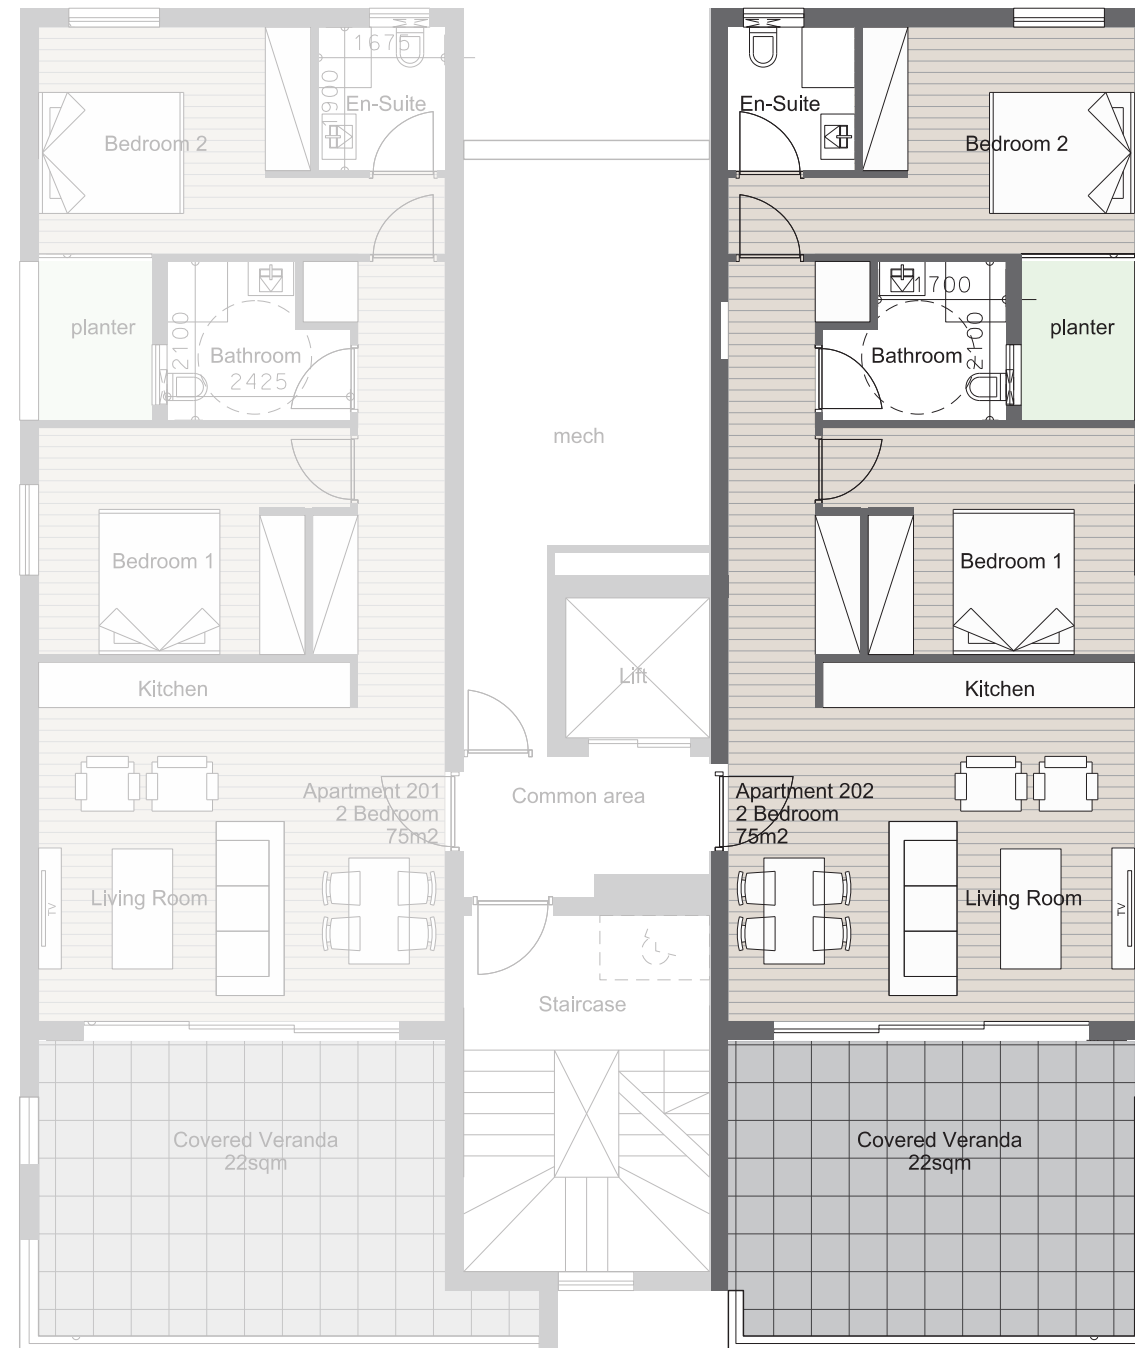 1675
1900
En-Suite
Bedroom 2
En-Suite
Bedroom 2
planter
2100
Bathroom
2425
1700
2100
Bathroom
planter
mech
Bedroom 1
Bedroom 1
Kitchen
Lift
Kitchen
Apartment 201
2 Bedroom
75m2
Common area
Apartment 202
2 Bedroom
75m2
TV
Living Room
Living Room
TV
Staircase
Covered Veranda
22sqm
Covered Veranda
22sqm